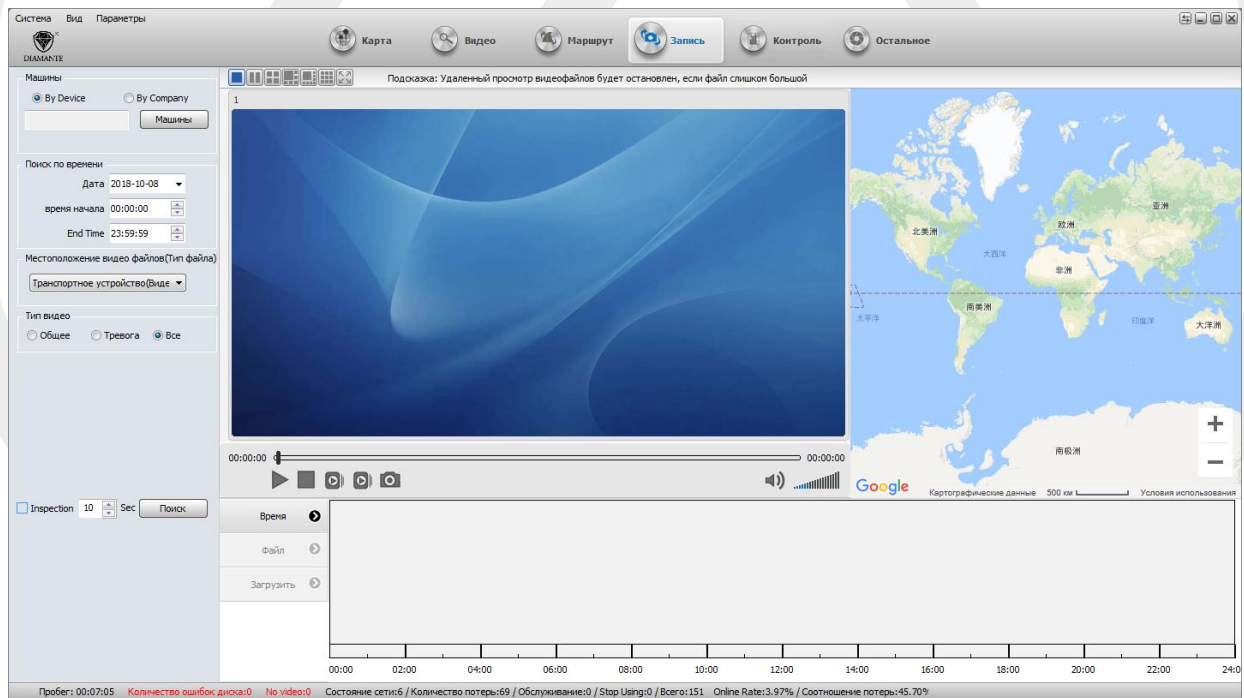 Система Вид Параметры
DIAMANTE
Карта Видео Маршрут Запись Контроль Остальное
Машины
By Device By Company
Машины
Поиск по времени
Дата 2018-10-08
время начала 00:00:00
End Time 23:59:59
Местоположение видео файлов(Тип файла)
Транспортное устройство(Виде
Тип видео
Общее Тревога Все
Inspection 10 Sec Поиск
Подсказка: Удаленный просмотр видеофайлов будет остановлен, если файл слишком большой
1
00:00:00 00:00:00
北美洲
大西洋
欧洲
亚洲
非洲
南美洲
太平洋
印度洋
大洋洲
南极洲
+
−
Google Картографические данные 500 км Условия использования
Время
Файл
Загрузить
00:00 02:00 04:00 06:00 08:00 10:00 12:00 14:00 16:00 18:00 20:00 22:00 24:0
Пробег: 00:07:05 Количество ошибок диска:0 No video:0 Состояние сети:6 / Количество потерь:69 / Обслуживание:0 / Stop Using:0 / Всего:151 Online Rate:3.97% / Соотношение потерь:45.70%